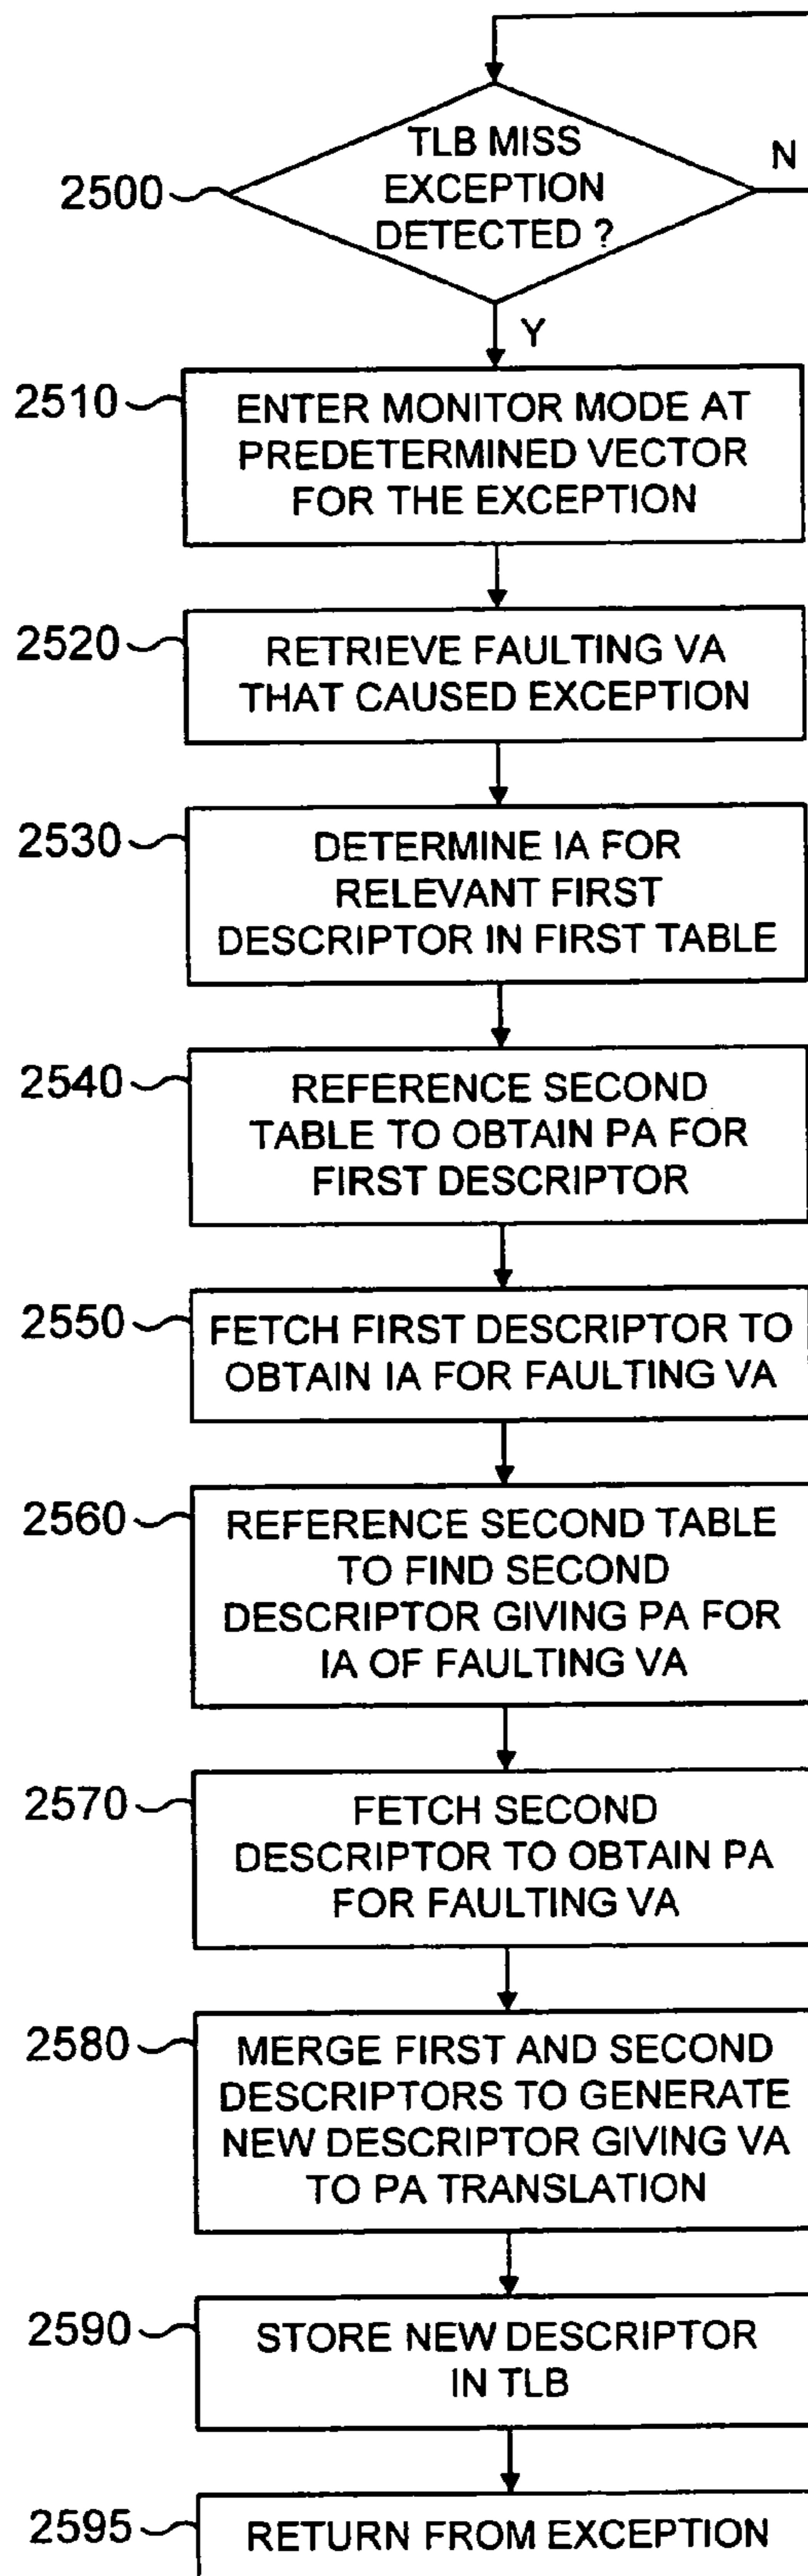 2500
TLB MISS
EXCEPTION
DETECTED ?
N
Y
2510
ENTER MONITOR MODE AT
PREDETERMINED VECTOR
FOR THE EXCEPTION
2520
RETRIEVE FAULTING VA
THAT CAUSED EXCEPTION
2530
DETERMINE IA FOR
RELEVANT FIRST
DESCRIPTOR IN FIRST TABLE
2540
REFERENCE SECOND
TABLE TO OBTAIN PA FOR
FIRST DESCRIPTOR
2550
FETCH FIRST DESCRIPTOR TO
OBTAIN IA FOR FAULTING VA
2560
REFERENCE SECOND TABLE
TO FIND SECOND
DESCRIPTOR GIVING PA FOR
IA OF FAULTING VA
2570
FETCH SECOND
DESCRIPTOR TO OBTAIN PA
FOR FAULTING VA
2580
MERGE FIRST AND SECOND
DESCRIPTORS TO GENERATE
NEW DESCRIPTOR GIVING VA
TO PA TRANSLATION
2590
STORE NEW DESCRIPTOR
IN TLB
2595
RETURN FROM EXCEPTION